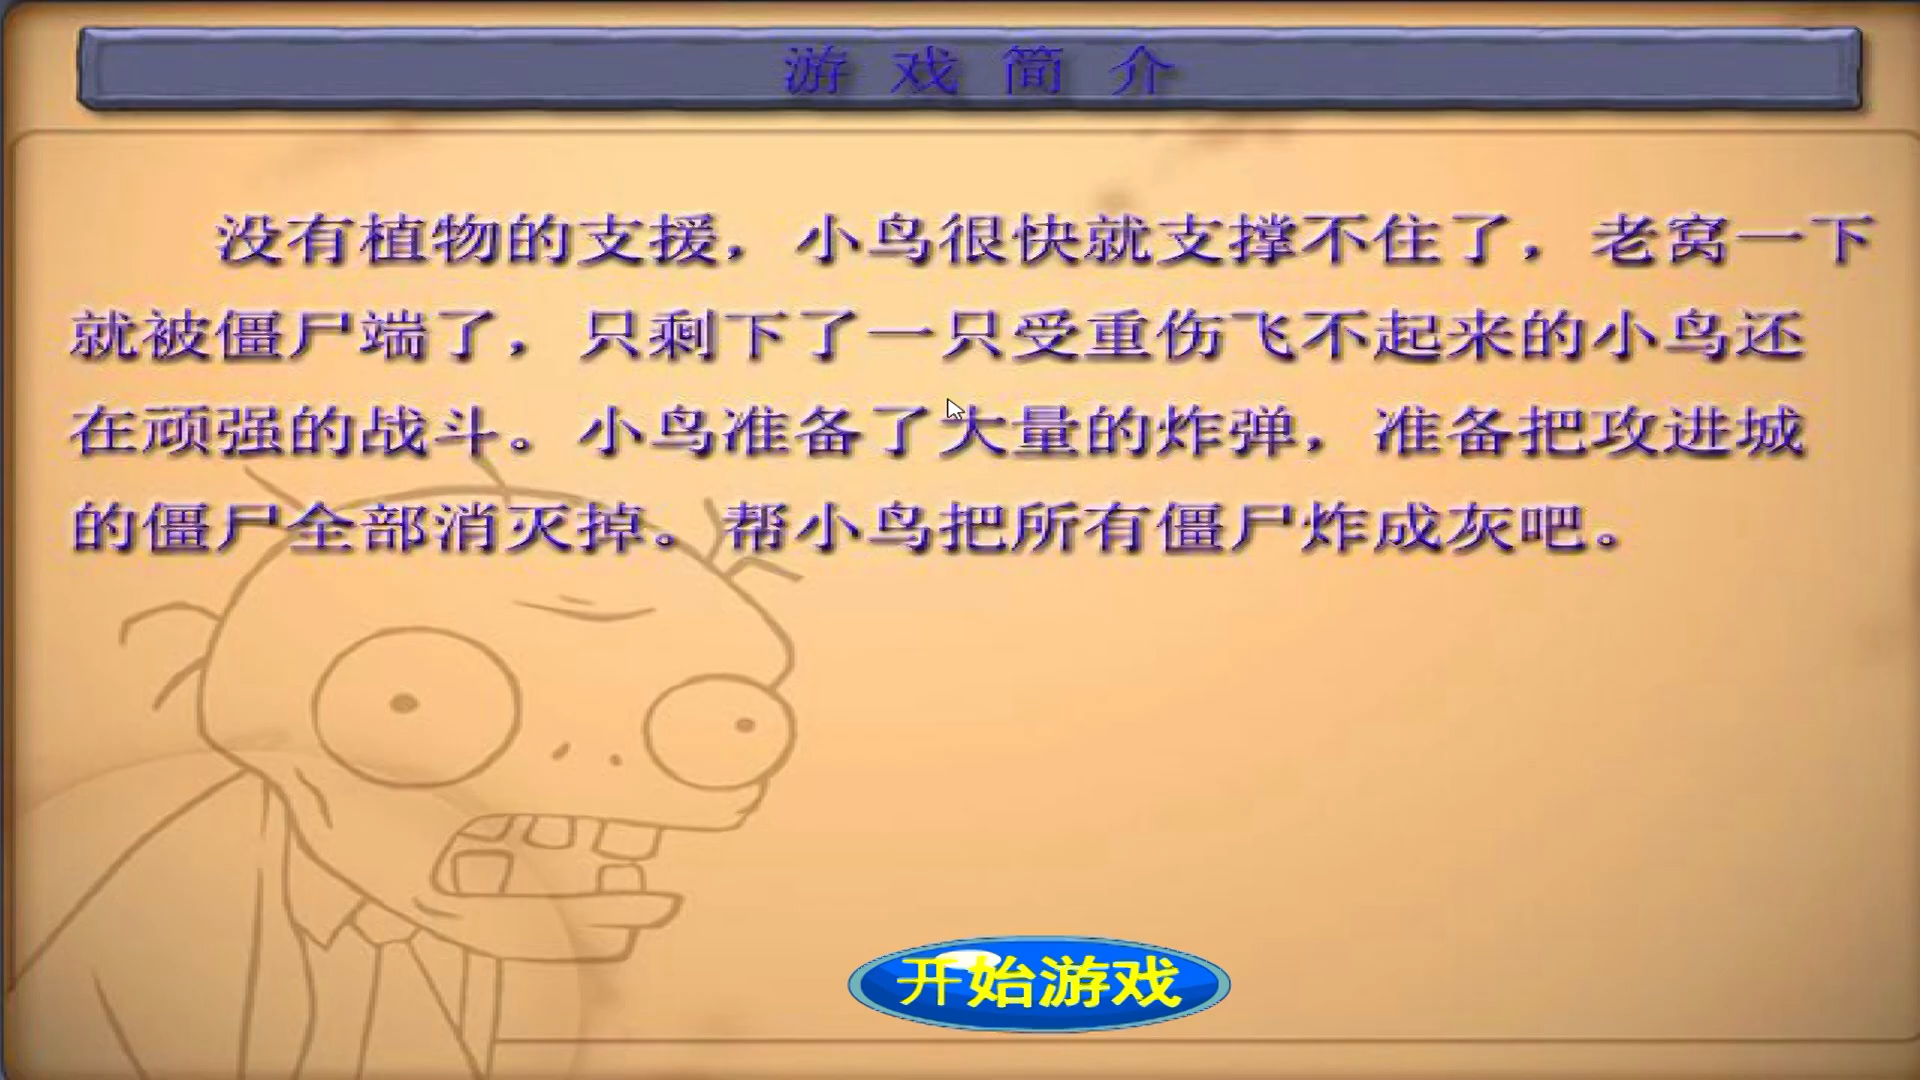 游戏简介
没有植物的支援，小鸟很快就支撑不住了，老窝一下
就被僵尸端了，只剩下了一只受重伤飞不起来的小鸟还
在顽强的战斗。小鸟准备了大量的炸弹，准备把攻进城
的僵尸全部消灭掉。帮小鸟把所有僵尸炸成灰吧。
开始游戏